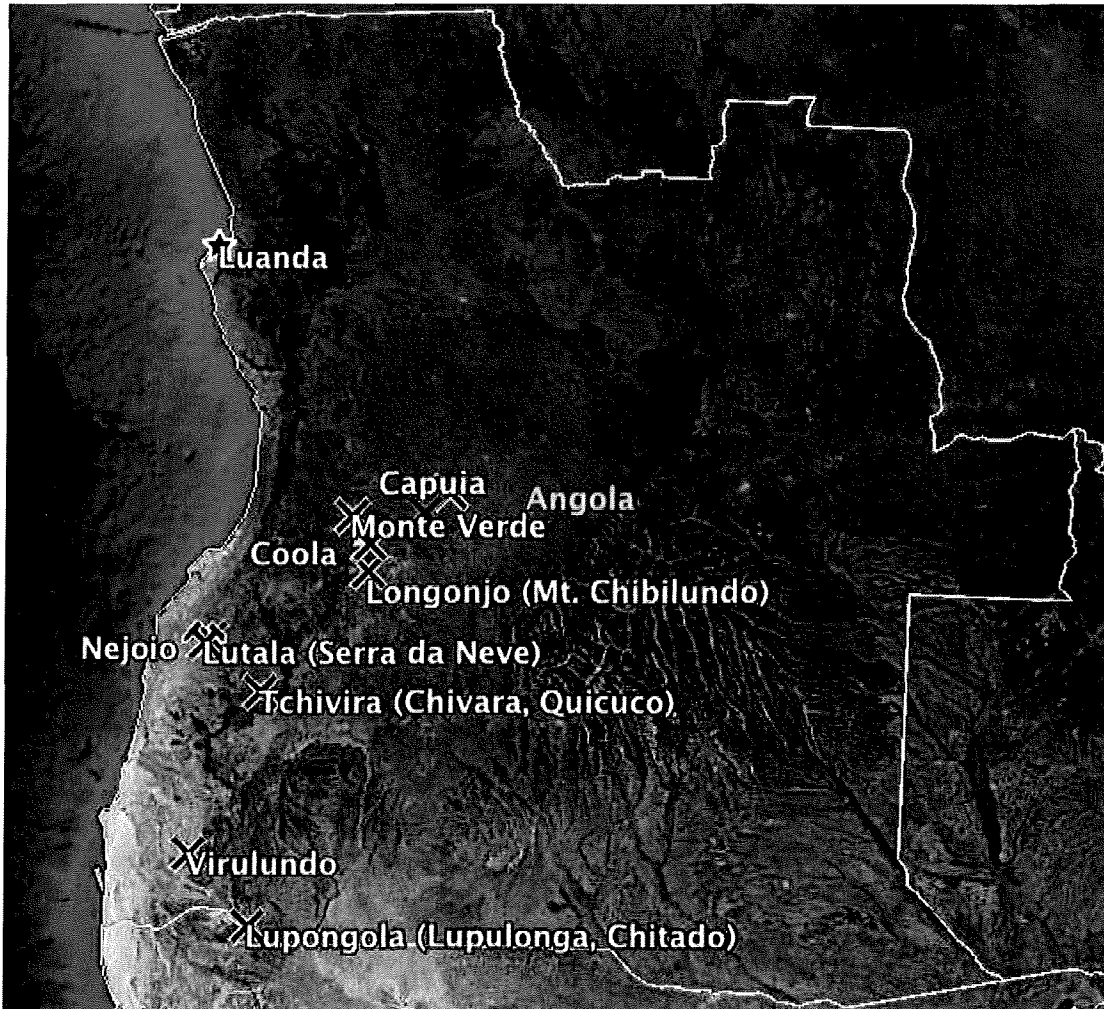 Luanda
Capuia
Angola
Monte Verde
Coola
Longonjo (Mt. Chibilundo)
Nejoio
Lutala (Serra da Neve)
Tchivira (Chivara, Quicuco)
Virulundo
Lupongola (Lupulonga, Chitado)